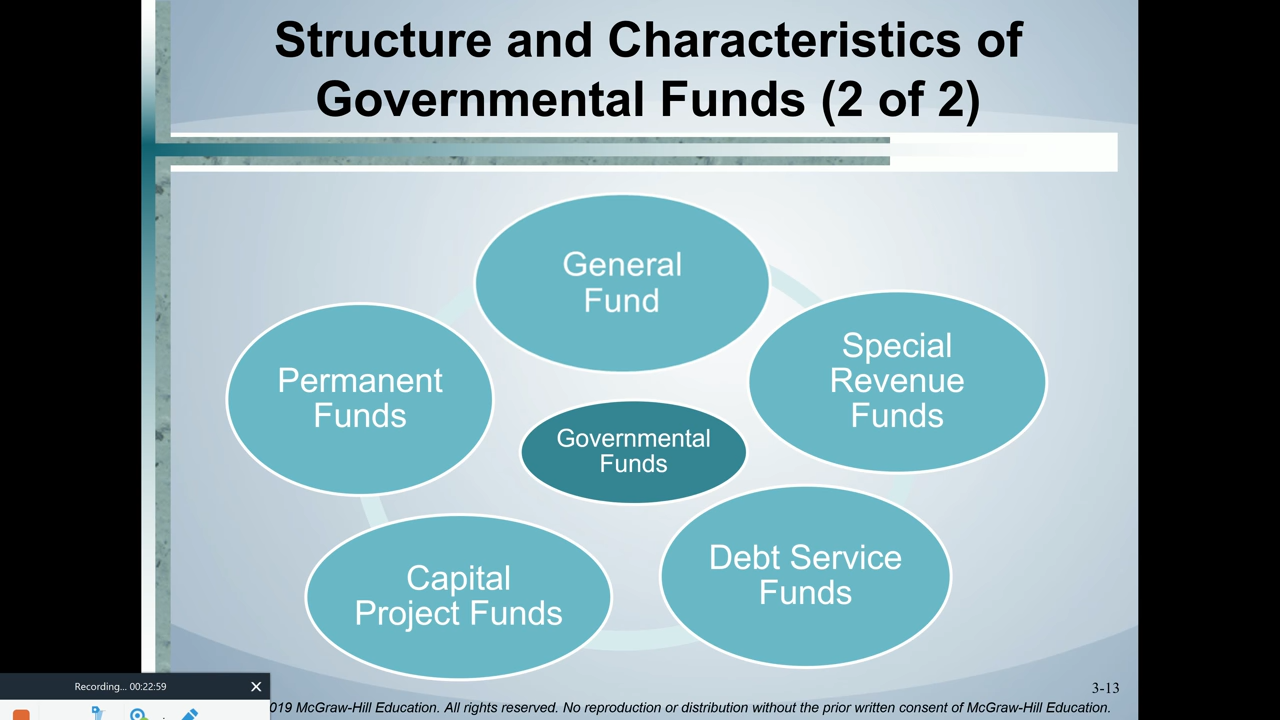 Structure and Characteristics of
Governmental Funds (2 of 2)
General
Fund
Special
Revenue
Funds
Permanent
Funds
Governmental
Funds
Debt Service
Funds
Capital
Project Funds
3-13
Recording... 00:22:59
019 McGraw-Hill Education. All rights reserved. No reproduction or distribution without the prior written consent of McGraw-Hill Education.